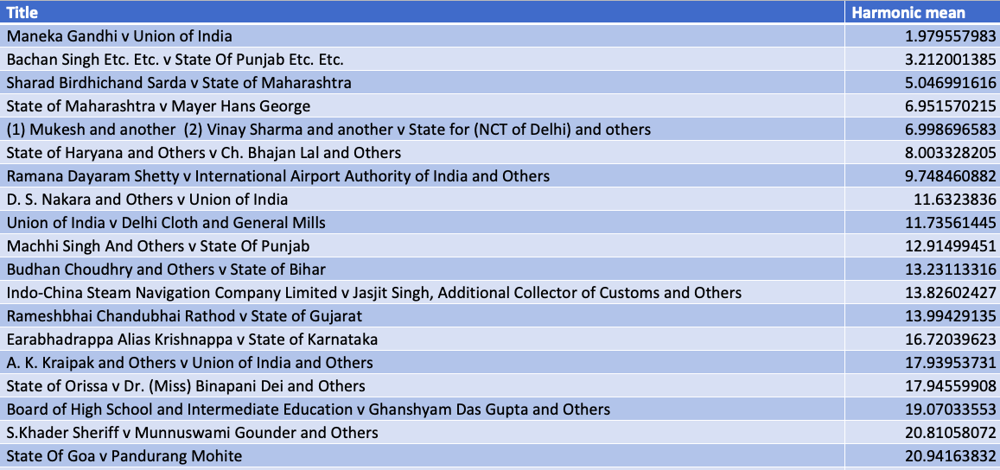 Title Harmonic mean
Maneka Gandhi v Union of India 1.979557983
Bachan Singh Etc. Etc. v State Of Punjab Etc. Etc. 3.212001385
Sharad Birdhichand Sarda v State of Maharashtra 5.046991616
State of Maharashtra v Mayer Hans George 6.951570215
(1) Mukesh and another (2) Vinay Sharma and another v State for (NCT of Delhi) and others 6.998696583
State of Haryana and Others v Ch. Bhajan Lal and Others 8.003328205
Ramana Dayaram Shetty v International Airport Authority of India and Others 9.748460882
D. S. Nakara and Others v Union of India 11.6323836
Union of India v Delhi Cloth and General Mills 11.73561445
Machhi Singh And Others v State Of Punjab 12.91499451
Budhan Choudhry and Others v State of Bihar 13.23113316
Indo-China Steam Navigation Company Limited v Jasjit Singh, Additional Collector of Customs and Others 13.82602427
Rameshbhai Chandubhai Rathod v State of Gujarat 13.99429135
Earabhadrappa Alias Krishnappa v State of Karnataka 16.72039623
A. K. Kraipak and Others v Union of India and Others 17.93953731
State of Orissa v Dr. (Miss) Binapani Dei and Others 17.94559908
Board of High School and Intermediate Education v Ghanshyam Das Gupta and Others 19.07033553
S.Khader Sheriff v Munnuswami Gounder and Others 20.81058072
State Of Goa v Pandurang Mohite 20.94163832